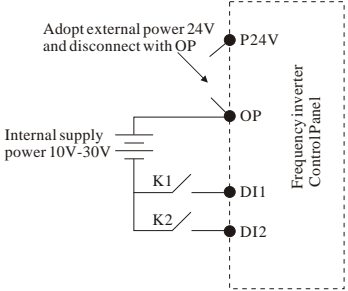 Adopt external power 24V
and disconnect with OP
P24V
OP
Internal supply
power 10V-30V
K1
DI1
K2
DI2
Frequency inverter
Control Panel